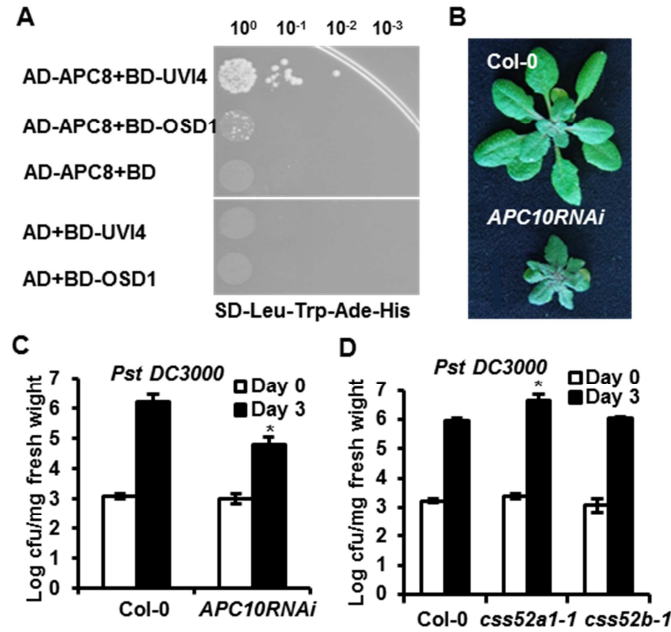 A
10⁰ 10⁻¹ 10⁻² 10⁻³
AD-APC8+BD-UVI4
AD-APC8+BD-OSD1
AD-APC8+BD
AD+BD-UVI4
AD+BD-OSD1
SD-Leu-Trp-Ade-His
B
Col-0
APC10RNAi
C
Pst DC3000
Day 0
Day 3
*
Log cfu/mg fresh wight
7
6
5
4
3
2
1
0
Col-0 APC10RNAi
D
Pst DC3000
Day 0
Day 3
*
Log cfu/mg fresh wight
7
6
5
4
3
2
1
0
Col-0 css52a1-1 css52b-1